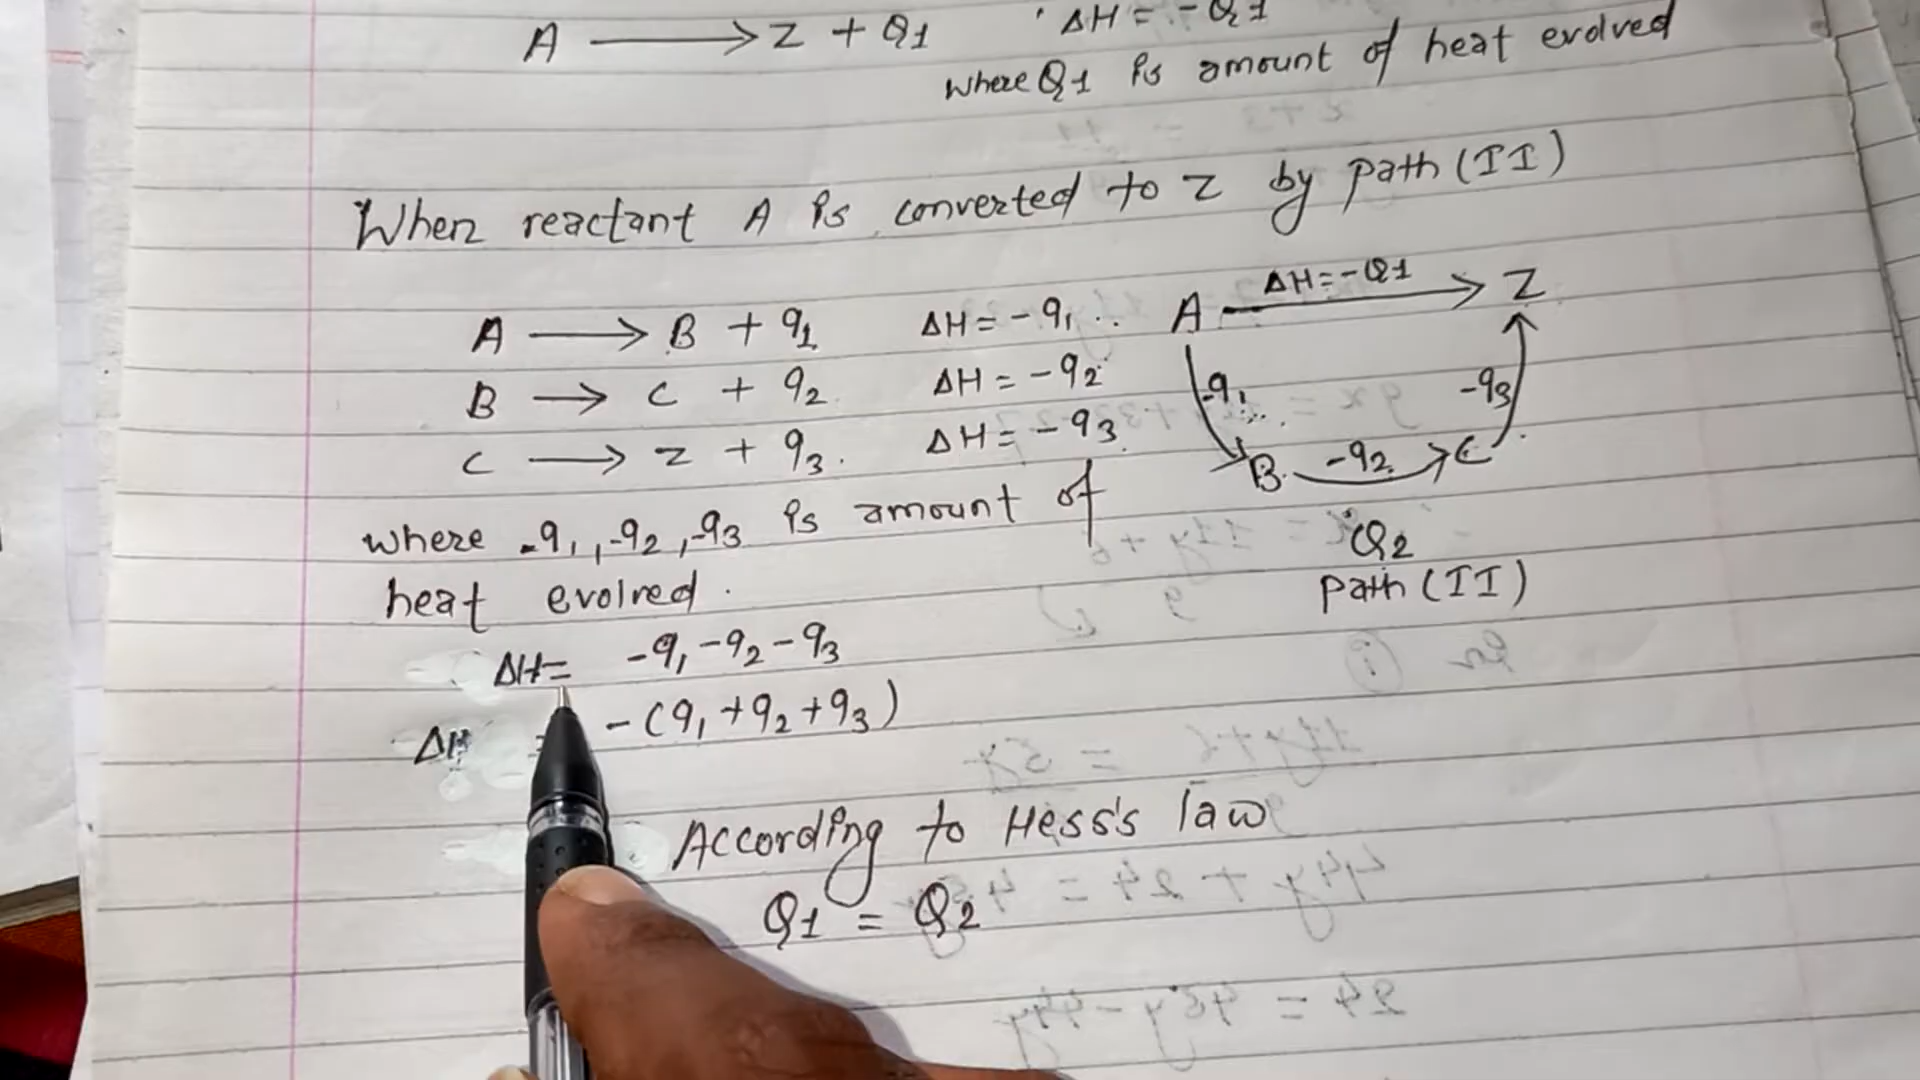 A ⟶ Z + Q1 ΔH = -Q1
where Q1 is amount of heat evolved
When reactant A is converted to Z by path (II)
A ⟶ B + q1 ΔH = -q1
B ⟶ C + q2 ΔH = -q2
C ⟶ Z + q3 ΔH = -q3
where -q1, -q2, -q3 is amount of
heat evolved.
ΔH = -q1 -q2 -q3
ΔH = -(q1 + q2 + q3)
According to Hess's law
Q1 = Q2
A ΔH=-Q1 Z
-q1 -q3
B -q2 C
Q2
Path (II)